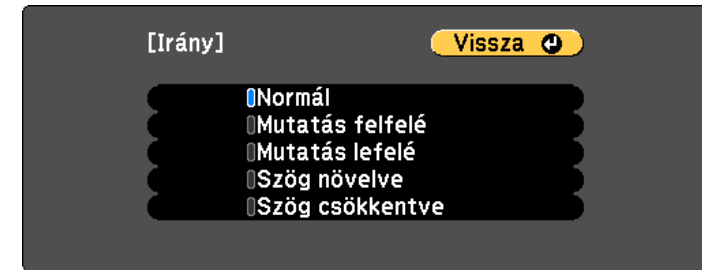 [Irány]
Vissza
Normál
Mutatás felfelé
Mutatás lefelé
Szög növelve
Szög csökkentve